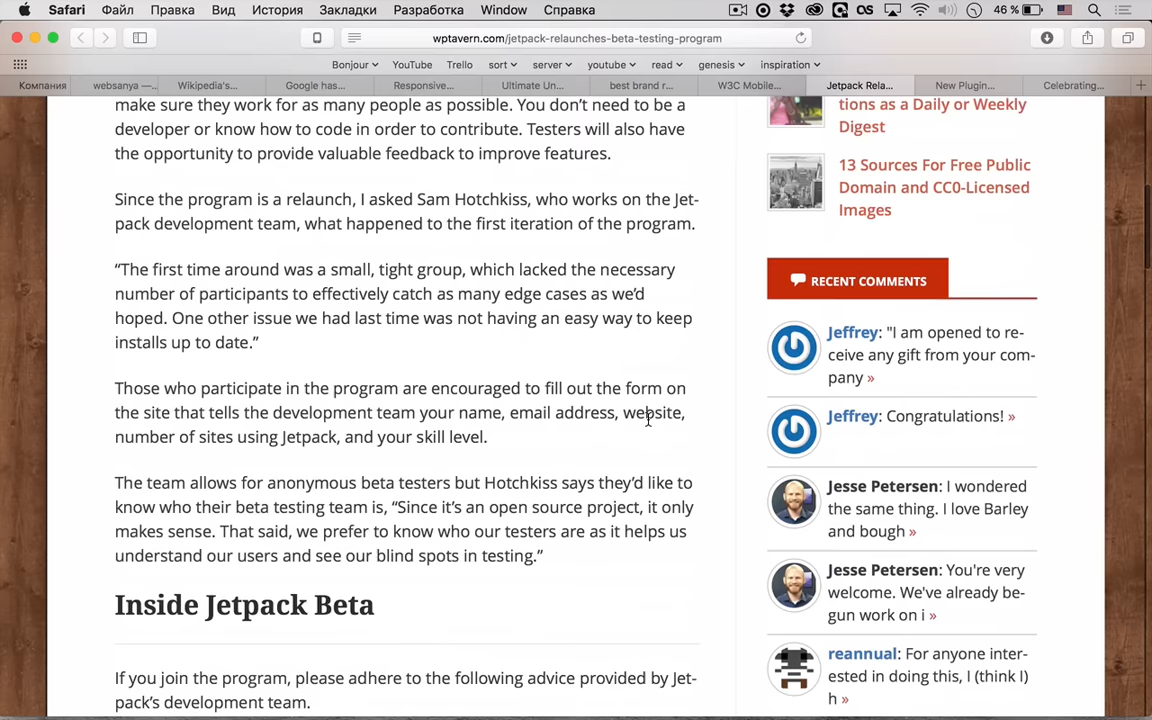 Safari Файл Правка Вид История Закладки Разработка Window Справка 46 %
wptavern.com/jetpack-relaunches-beta-testing-program
Bonjour YouTube Trello sort server youtube read genesis inspiration
Компания websanya —... Wikipedia's... Google has... Responsive... Ultimate Un... best brand r... W3C Mobile... Jetpack Rela... New Plugin... Celebrating...
make sure they work for as many people as possible. You don't need to be a
developer or know how to code in order to contribute. Testers will also have
the opportunity to provide valuable feedback to improve features.
Since the program is a relaunch, I asked Sam Hotchkiss, who works on the Jet-
pack development team, what happened to the first iteration of the program.
“The first time around was a small, tight group, which lacked the necessary
number of participants to effectively catch as many edge cases as we’d
hoped. One other issue we had last time was not having an easy way to keep
installs up to date.”
Those who participate in the program are encouraged to fill out the form on
the site that tells the development team your name, email address, website,
number of sites using Jetpack, and your skill level.
The team allows for anonymous beta testers but Hotchkiss says they’d like to
know who their beta testing team is, “Since it’s an open source project, it only
makes sense. That said, we prefer to know who our testers are as it helps us
understand our users and see our blind spots in testing.”
Inside Jetpack Beta
If you join the program, please adhere to the following advice provided by Jet-
pack’s development team.
tions as a Daily or Weekly
Digest
13 Sources For Free Public
Domain and CC0-Licensed
Images
RECENT COMMENTS
Jeffrey: "I am opened to re-
ceive any gift from your com-
pany »
Jeffrey: Congratulations! »
Jesse Petersen: I wondered
the same thing. I love Barley
and bough »
Jesse Petersen: You're very
welcome. We've already be-
gun work on i »
reannual: For anyone inter-
ested in doing this, I (think I)
h »